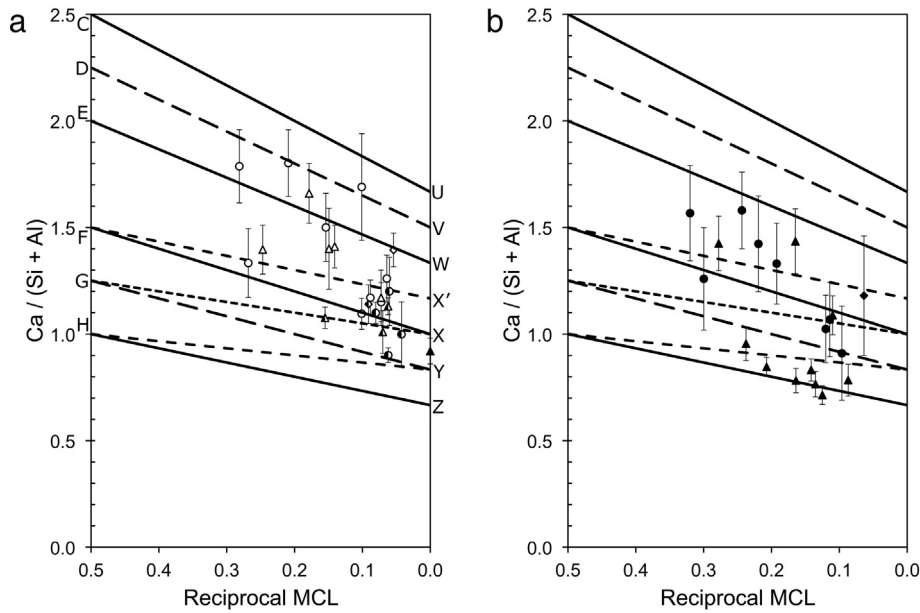 a
b
2.5
2.0
1.5
1.0
0.5
0.0
Ca / (Si + Al)
C
D
E
F
G
H
U
V
W
X′
X
Y
Z
0.5 0.4 0.3 0.2 0.1 0.0
Reciprocal MCL
2.5
2.0
1.5
1.0
0.5
0.0
Ca / (Si + Al)
0.5 0.4 0.3 0.2 0.1 0.0
Reciprocal MCL